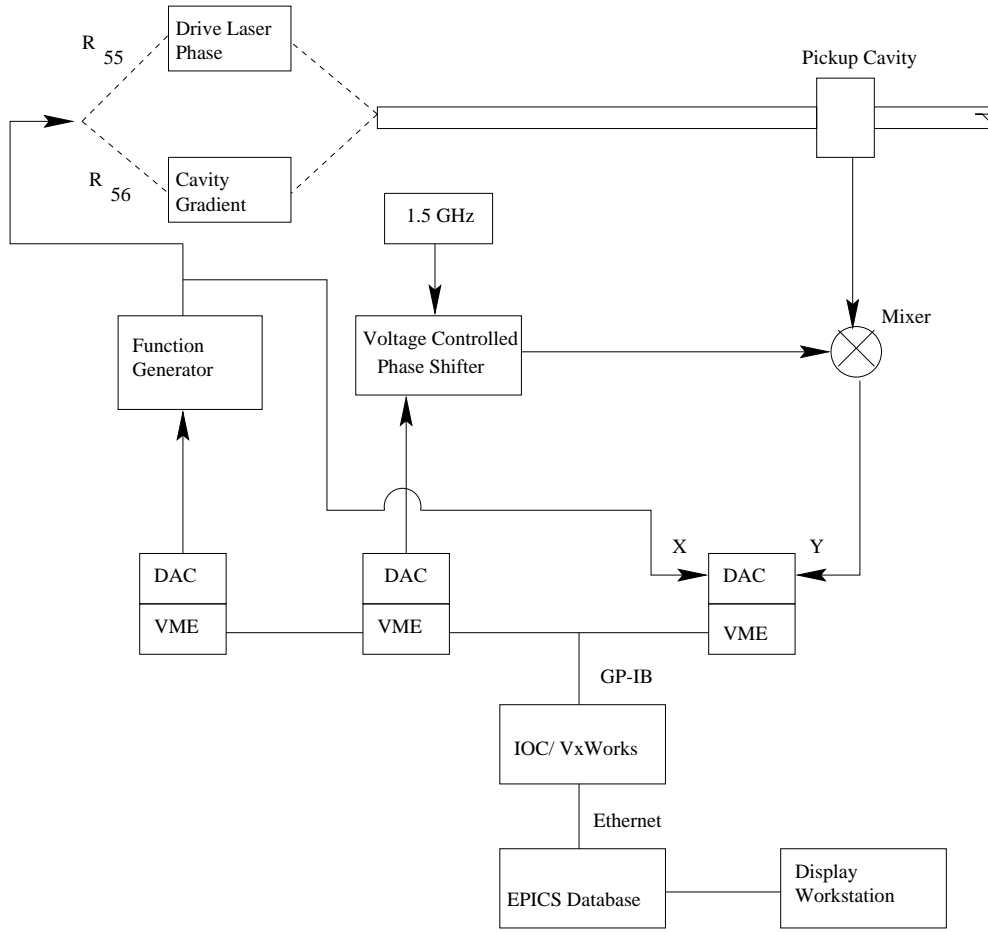 R 55
Drive Laser
Phase
Pickup Cavity
R 56
Cavity
Gradient
1.5 GHz
Mixer
Function
Generator
Voltage Controlled
Phase Shifter
X
Y
DAC
DAC
DAC
VME
VME
VME
GP-IB
IOC/ VxWorks
Ethernet
EPICS Database
Display
Workstation